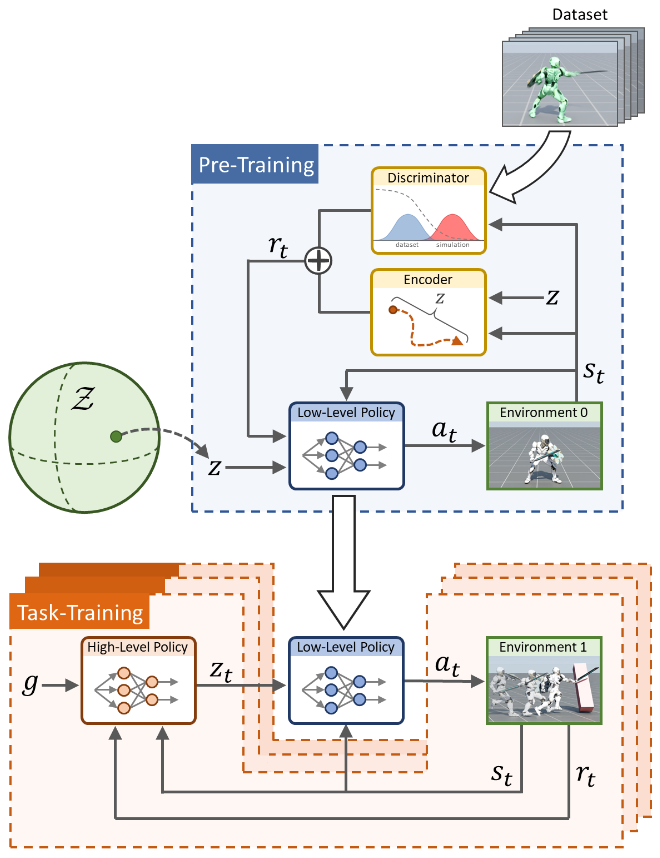 Dataset
Pre-Training
Discriminator
dataset simulation
r_t
Encoder
z
z
s_t
𝒵
Low-Level Policy
Environment 0
a_t
z
Task-Training
High-Level Policy
Low-Level Policy
Environment 1
g
z_t
a_t
s_t
r_t